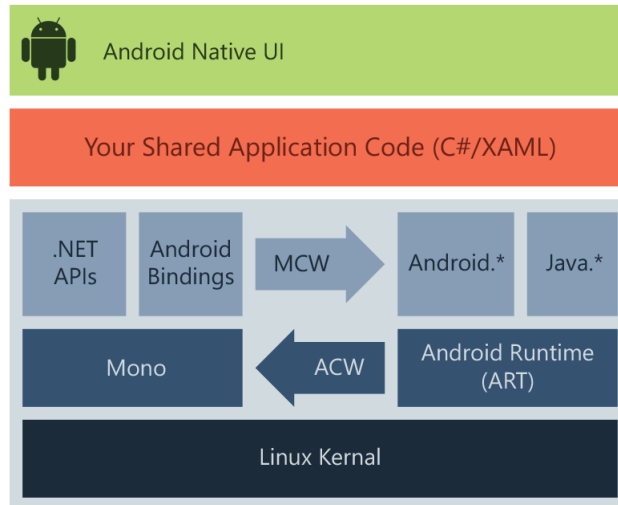 Android Native UI
Your Shared Application Code (C#/XAML)
.NET
APIs
Android
Bindings
MCW
Android.*
Java.*
Mono
ACW
Android Runtime
(ART)
Linux Kernal